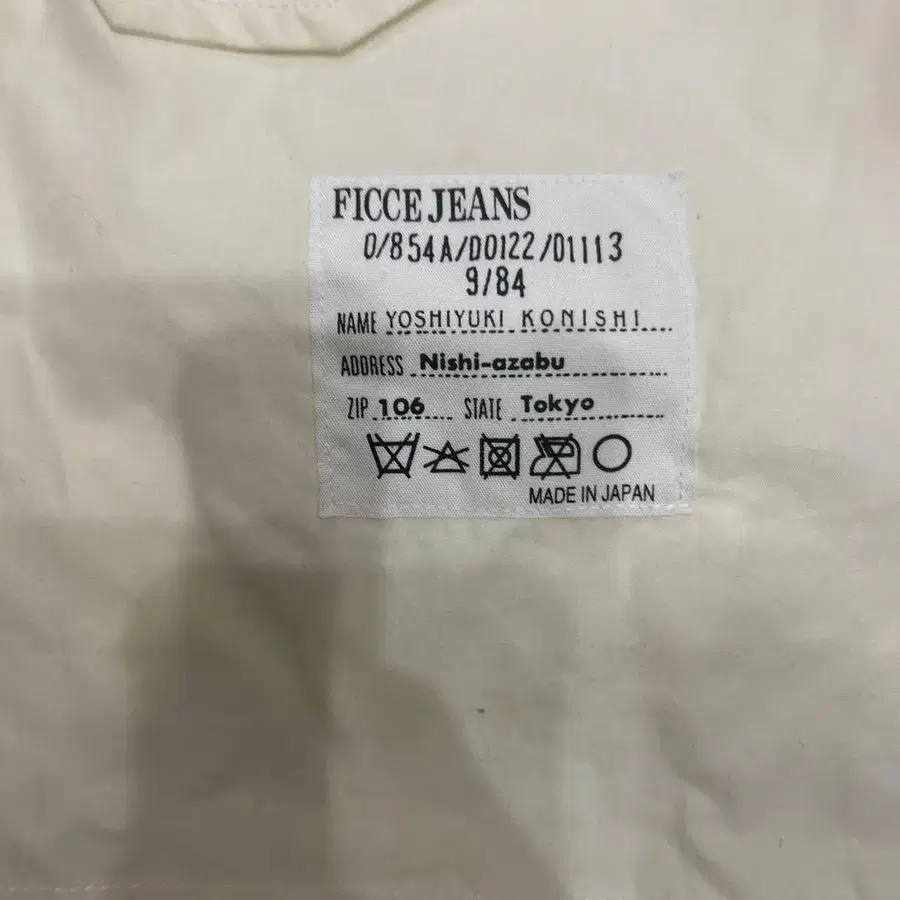 FICCE JEANS
0/854A/D0122/01113
9/84
NAME YOSHIYUKI KONISHI
ADDRESS Nishi-azabu
ZIP 106 STATE Tokyo
MADE IN JAPAN